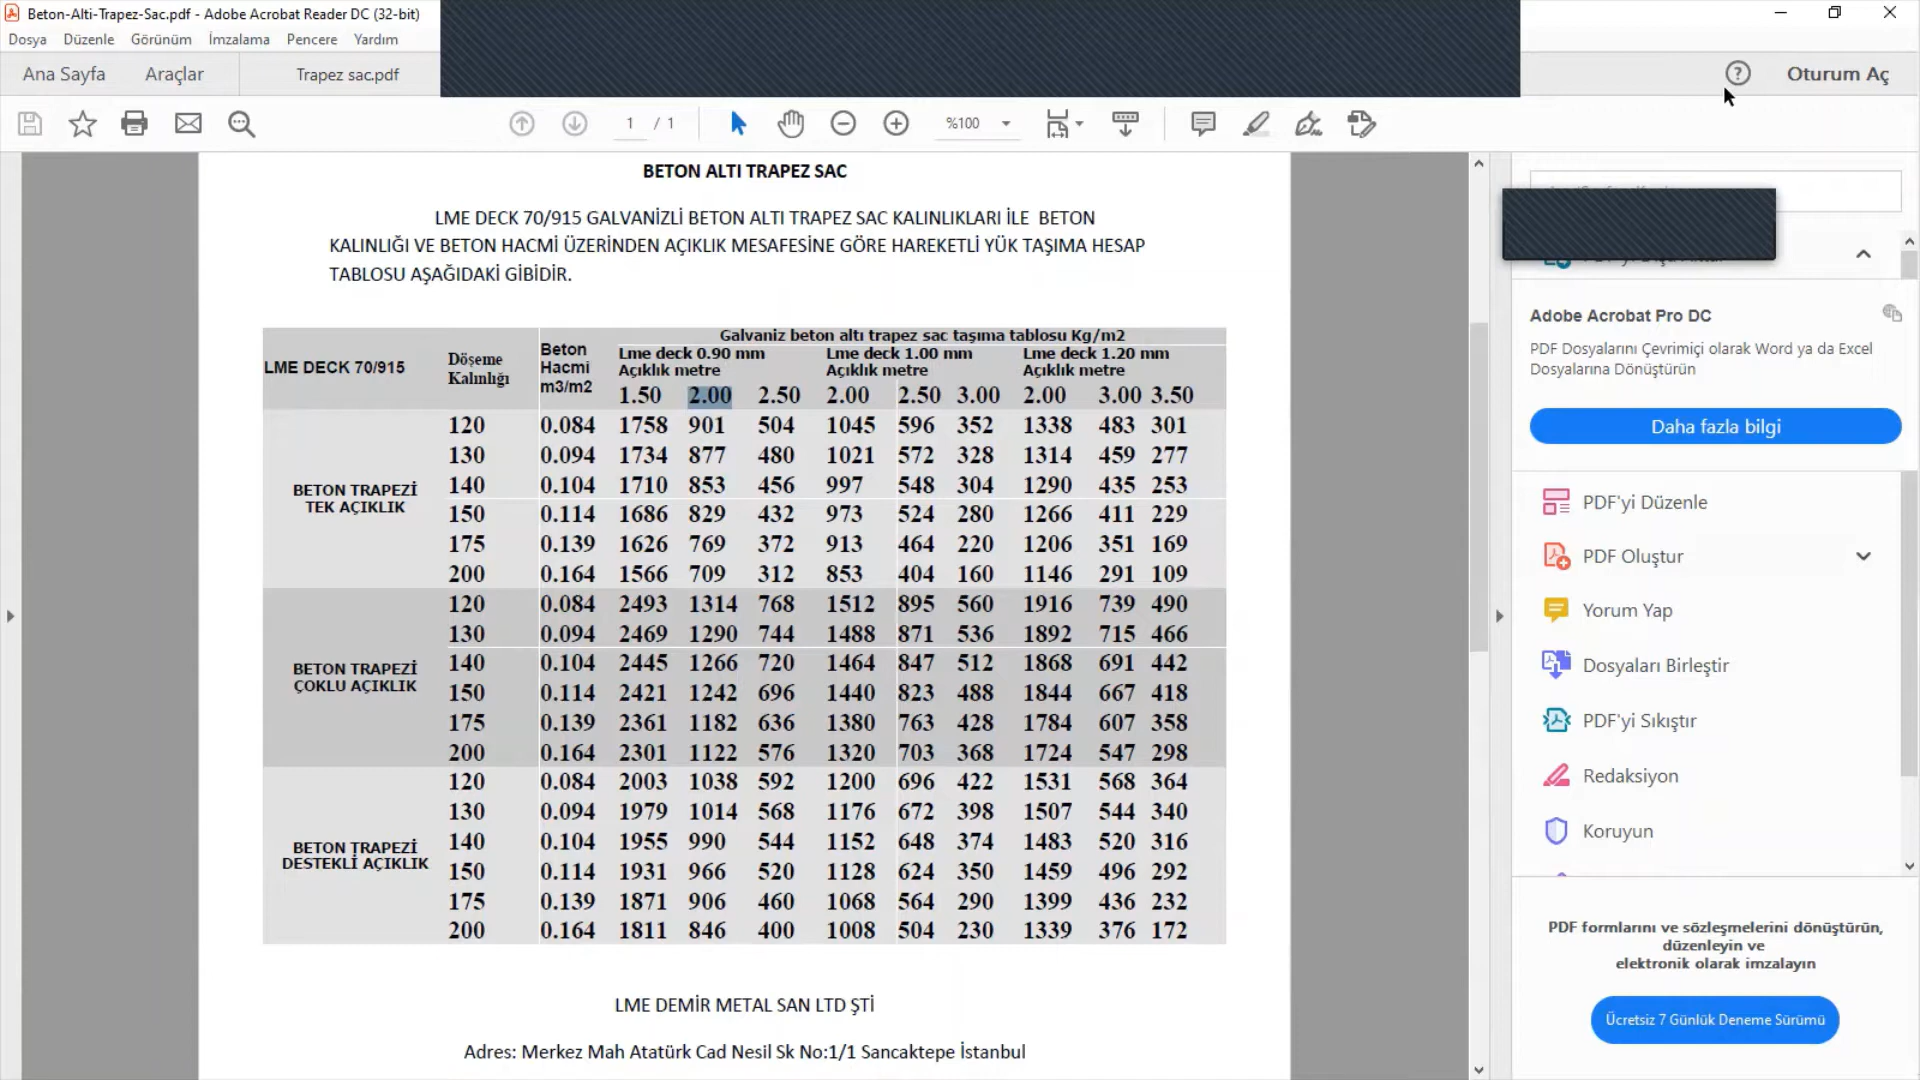 Beton-Alti-Trapez-Sac.pdf - Adobe Acrobat Reader DC (32-bit)
Dosya Düzenle Görünüm İmzalama Pencere Yardım
Ana Sayfa Araçlar Trapez sac.pdf Oturum Aç
1 / 1 %100
BETON ALTI TRAPEZ SAC
LME DECK 70/915 GALVANİZLİ BETON ALTI TRAPEZ SAC KALINLIKLARI İLE BETON
KALINLIĞI VE BETON HACMİ ÜZERİNDEN AÇIKLIK MESAFESİNE GÖRE HAREKETLİ YÜK TAŞIMA HESAP
TABLOSU AŞAĞIDAKİ GİBİDİR.
LME DECK 70/915
Döşeme
Kalınlığı
Beton
Hacmi
m3/m2
Galvaniz beton altı trapez sac taşıma tablosu Kg/m2
Lme deck 0.90 mm Lme deck 1.00 mm Lme deck 1.20 mm
Açıklık metre Açıklık metre Açıklık metre
1.50 2.00 2.50 2.00 2.50 3.00 2.00 3.00 3.50
BETON TRAPEZİ
TEK AÇIKLIK
120 0.084 1758 901 504 1045 596 352 1338 483 301
130 0.094 1734 877 480 1021 572 328 1314 459 277
140 0.104 1710 853 456 997 548 304 1290 435 253
150 0.114 1686 829 432 973 524 280 1266 411 229
175 0.139 1626 769 372 913 464 220 1206 351 169
200 0.164 1566 709 312 853 404 160 1146 291 109
BETON TRAPEZİ
ÇOKLU AÇIKLIK
120 0.084 2493 1314 768 1512 895 560 1916 739 490
130 0.094 2469 1290 744 1488 871 536 1892 715 466
140 0.104 2445 1266 720 1464 847 512 1868 691 442
150 0.114 2421 1242 696 1440 823 488 1844 667 418
175 0.139 2361 1182 636 1380 763 428 1784 607 358
200 0.164 2301 1122 576 1320 703 368 1724 547 298
BETON TRAPEZİ
DESTEKLİ AÇIKLIK
120 0.084 2003 1038 592 1200 696 422 1531 568 364
130 0.094 1979 1014 568 1176 672 398 1507 544 340
140 0.104 1955 990 544 1152 648 374 1483 520 316
150 0.114 1931 966 520 1128 624 350 1459 496 292
175 0.139 1871 906 460 1068 564 290 1399 436 232
200 0.164 1811 846 400 1008 504 230 1339 376 172
LME DEMİR METAL SAN LTD ŞTİ
Adres: Merkez Mah Atatürk Cad Nesil Sk No:1/1 Sancaktepe İstanbul
Adobe Acrobat Pro DC
PDF Dosyalarını Çevrimiçi olarak Word ya da Excel
Dosyalarına Dönüştürün
Daha fazla bilgi
PDF'yi Düzenle
PDF Oluştur
Yorum Yap
Dosyaları Birleştir
PDF'yi Sıkıştır
Redaksiyon
Koruyun
PDF formlarını ve sözleşmelerini dönüştürün,
düzenleyin ve
elektronik olarak imzalayın
Ücretsiz 7 Günlük Deneme Sürümü